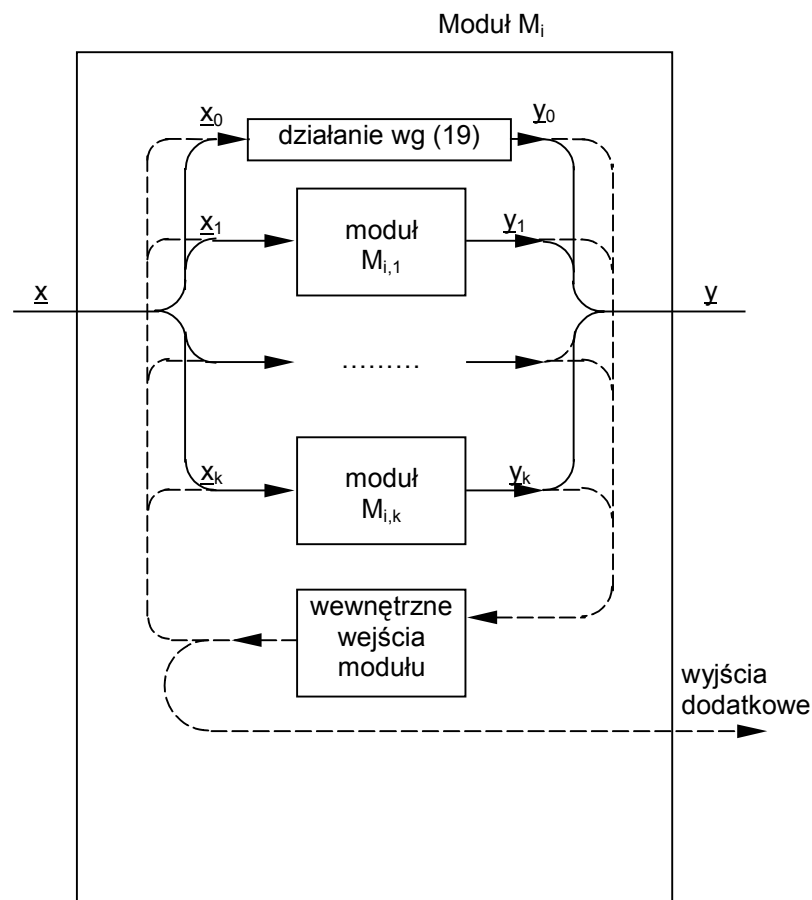 Moduł Mi
x0
y0
działanie wg (19)
x1
moduł
Mi,1
y1
x
y
………
xk
moduł
Mi,k
yk
wewnętrzne
wejścia
modułu
wyjścia
dodatkowe